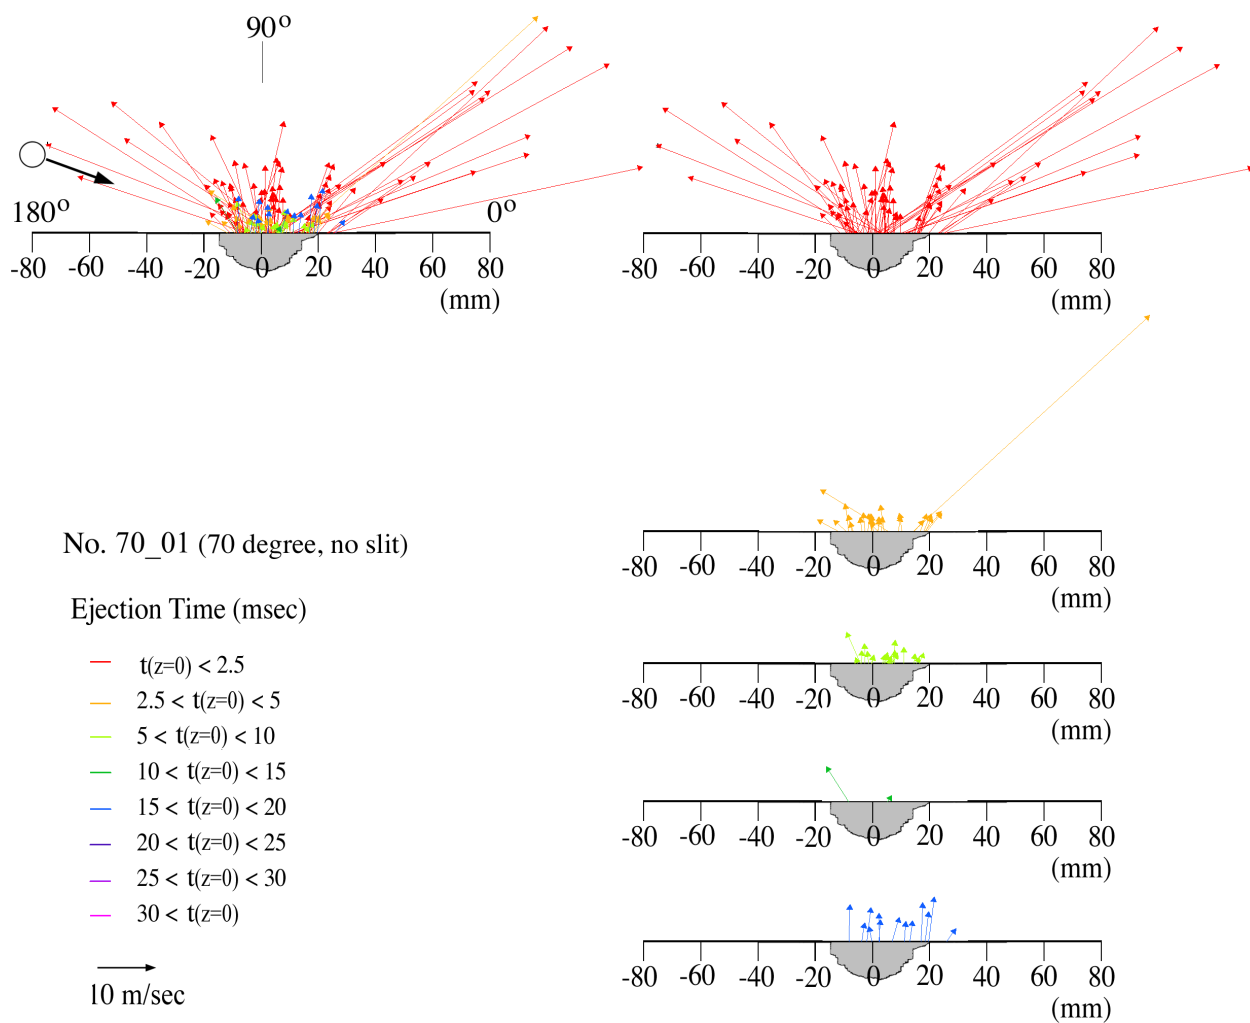 90°
180°
0°
-80 -60 -40 -20 0 20 40 60 80
(mm)
-80 -60 -40 -20 0 20 40 60 80
(mm)
-80 -60 -40 -20 0 20 40 60 80
(mm)
No. 70_01 (70 degree, no slit)
Ejection Time (msec)
t(z=0) < 2.5
2.5 < t(z=0) < 5
5 < t(z=0) < 10
10 < t(z=0) < 15
15 < t(z=0) < 20
20 < t(z=0) < 25
25 < t(z=0) < 30
30 < t(z=0)
10 m/sec
-80 -60 -40 -20 0 20 40 60 80
(mm)
-80 -60 -40 -20 0 20 40 60 80
(mm)
-80 -60 -40 -20 0 20 40 60 80
(mm)